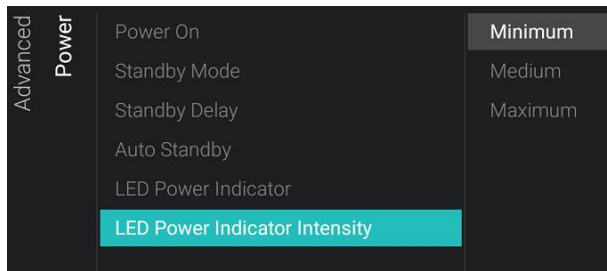 Advanced
Power
Power On
Standby Mode
Standby Delay
Auto Standby
LED Power Indicator
LED Power Indicator Intensity
Minimum
Medium
Maximum